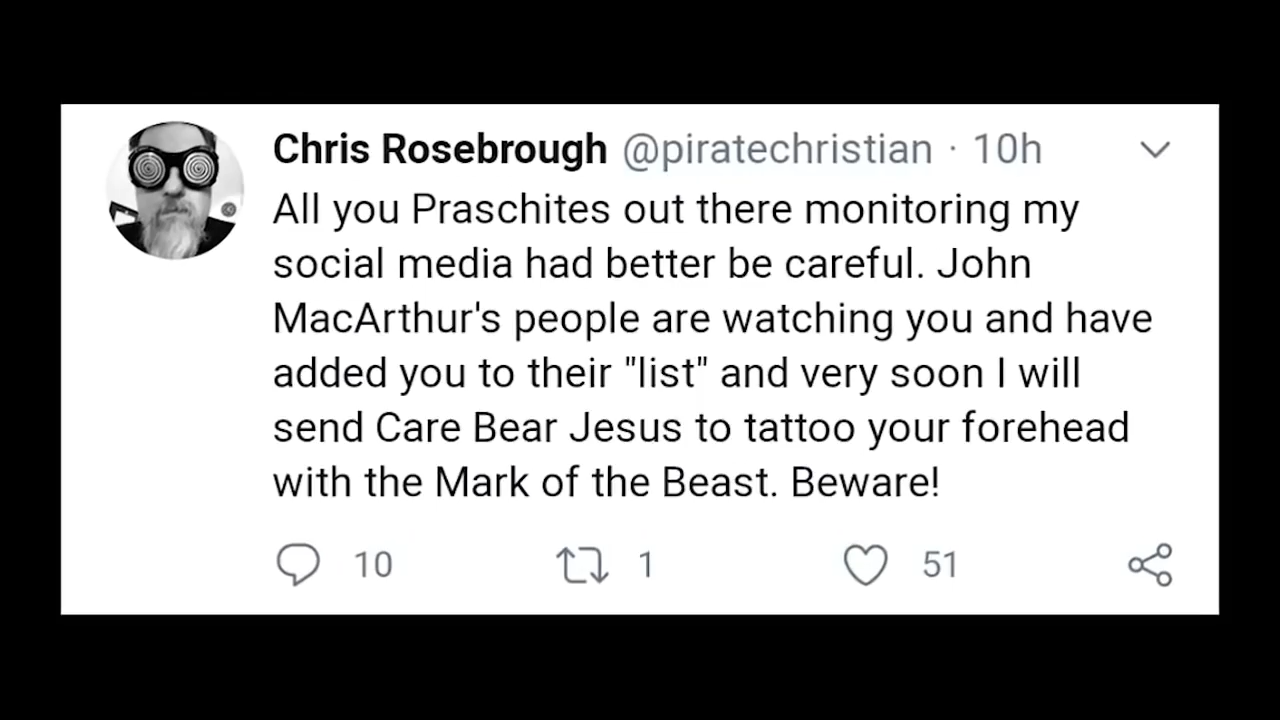 Chris Rosebrough @piratechristian · 10h
All you Praschites out there monitoring my
social media had better be careful. John
MacArthur's people are watching you and have
added you to their "list" and very soon I will
send Care Bear Jesus to tattoo your forehead
with the Mark of the Beast. Beware!
10 1 51